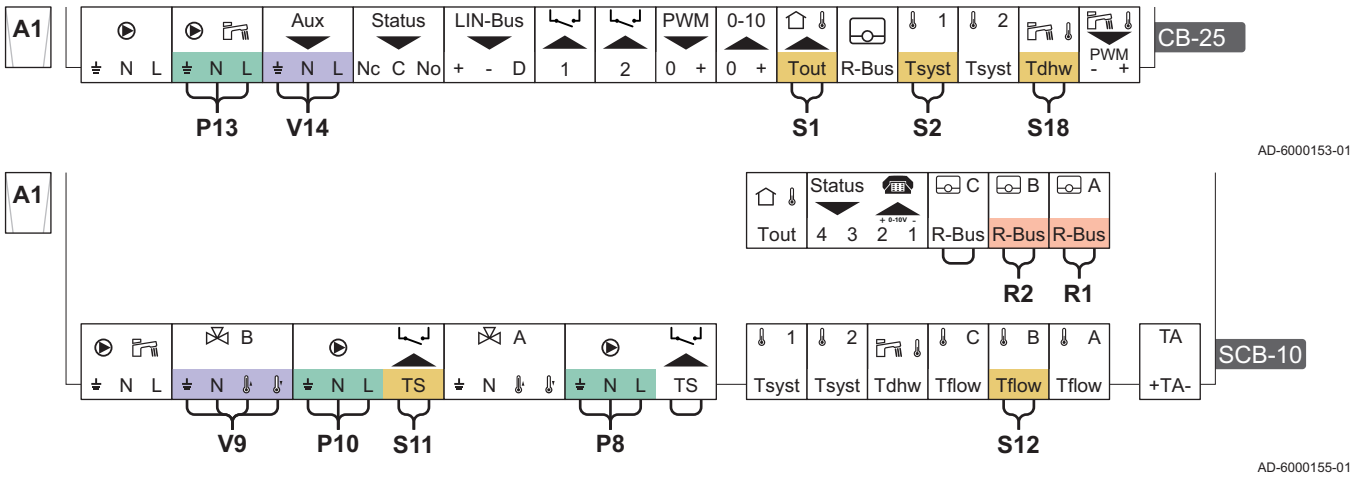 A1
Aux Status LIN-Bus PWM 0-10 1 2
CB-25
PWM
N L N L N L Nc C No + - D 1 2 0 + 0 + Tout R-Bus Tsyst Tsyst Tdhw - +
P13 V14 S1 S2 S18
AD-6000153-01
A1
Status C B A
+ 0-10V -
Tout 4 3 2 1 R-Bus R-Bus R-Bus
R2 R1
B A 1 2 C B A TA
SCB-10
N L N N L TS N N L TS Tsyst Tsyst Tdhw Tflow Tflow Tflow +TA-
V9 P10 S11 P8 S12
AD-6000155-01